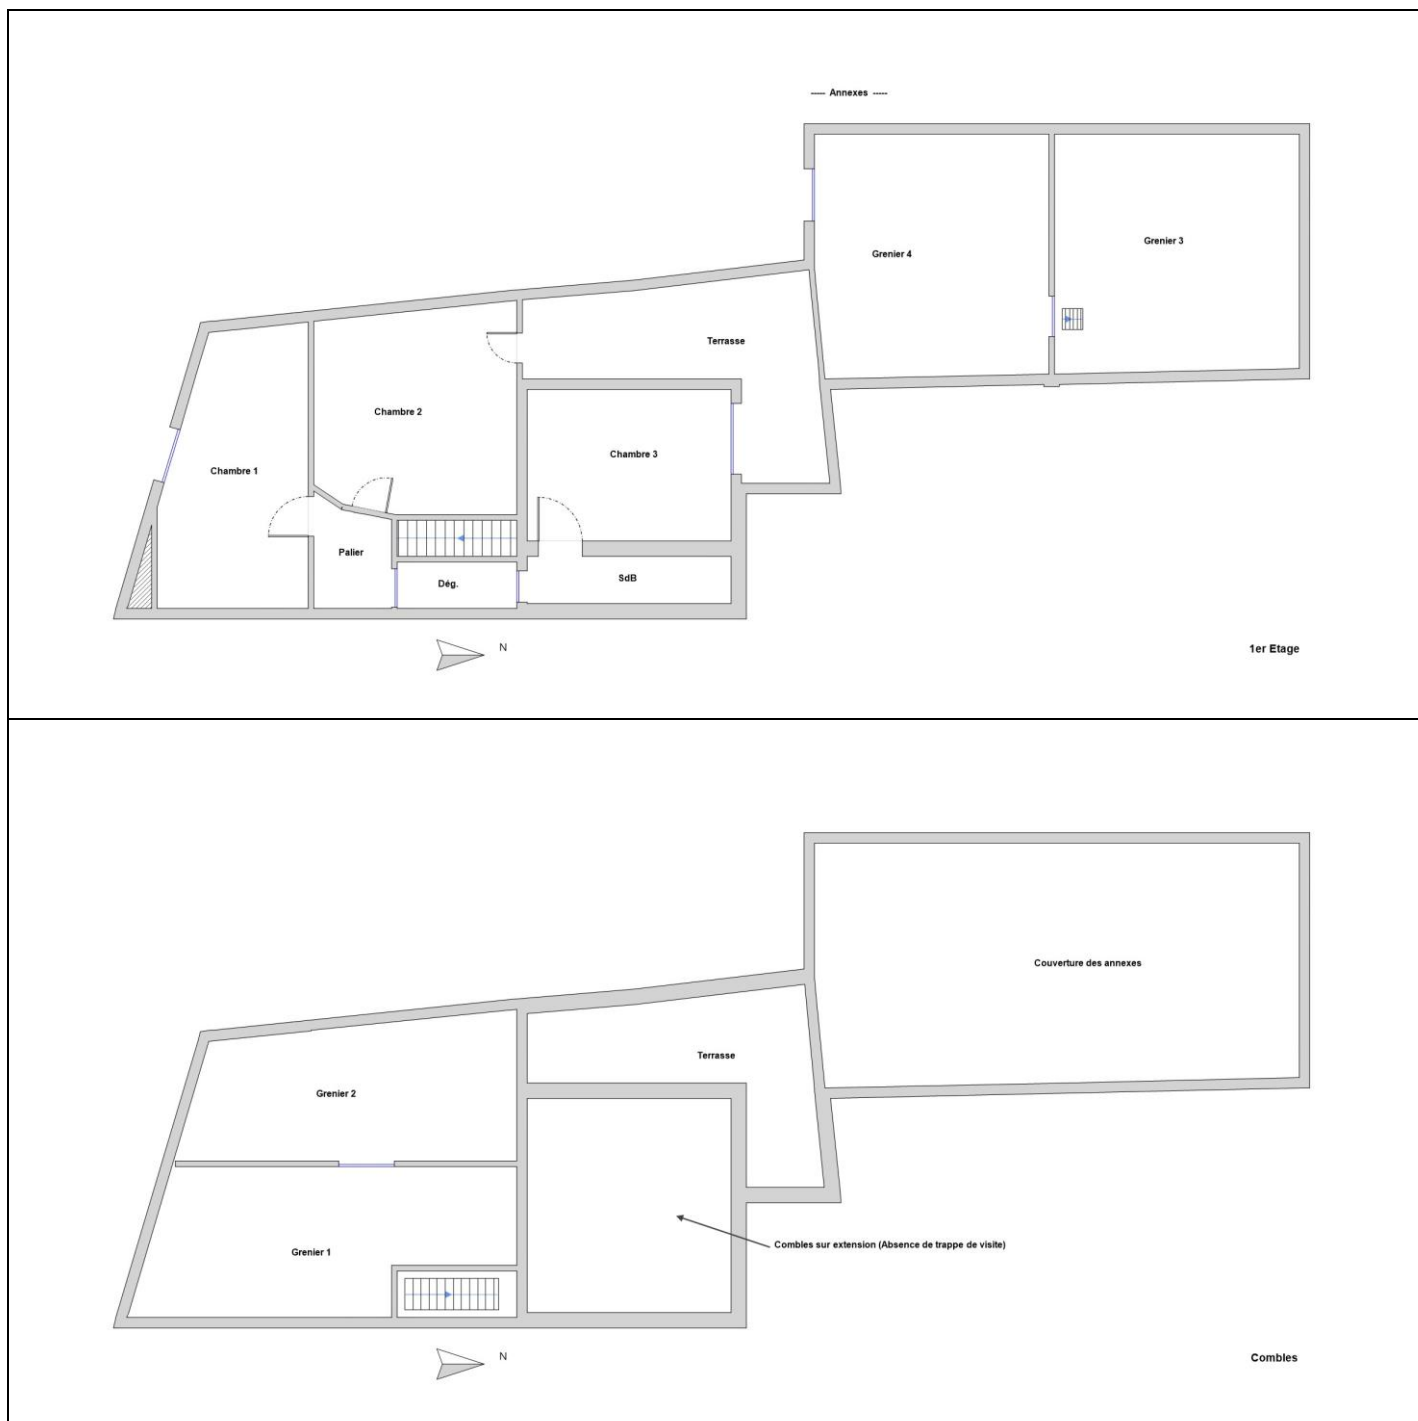 ----- Annexes -----
Grenier 3
Grenier 4
Terrasse
Chambre 2
Chambre 3
Chambre 1
Palier
SdB
Dég.
N
1er Etage
Couverture des annexes
Terrasse
Grenier 2
Combles sur extension (Absence de trappe de visite)
Grenier 1
N
Combles